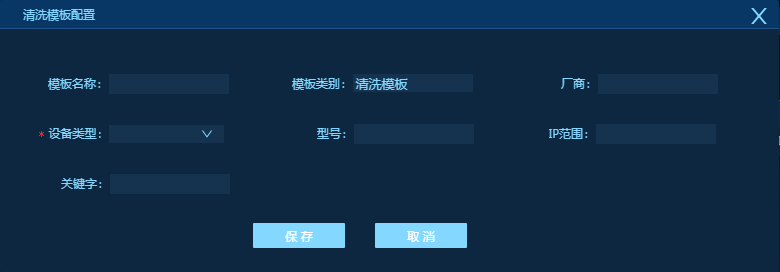 清洗模板配置 X
模板名称: 模板类别: 清洗模板 厂商:
* 设备类型: 型号: IP范围:
关键字:
保存 取消